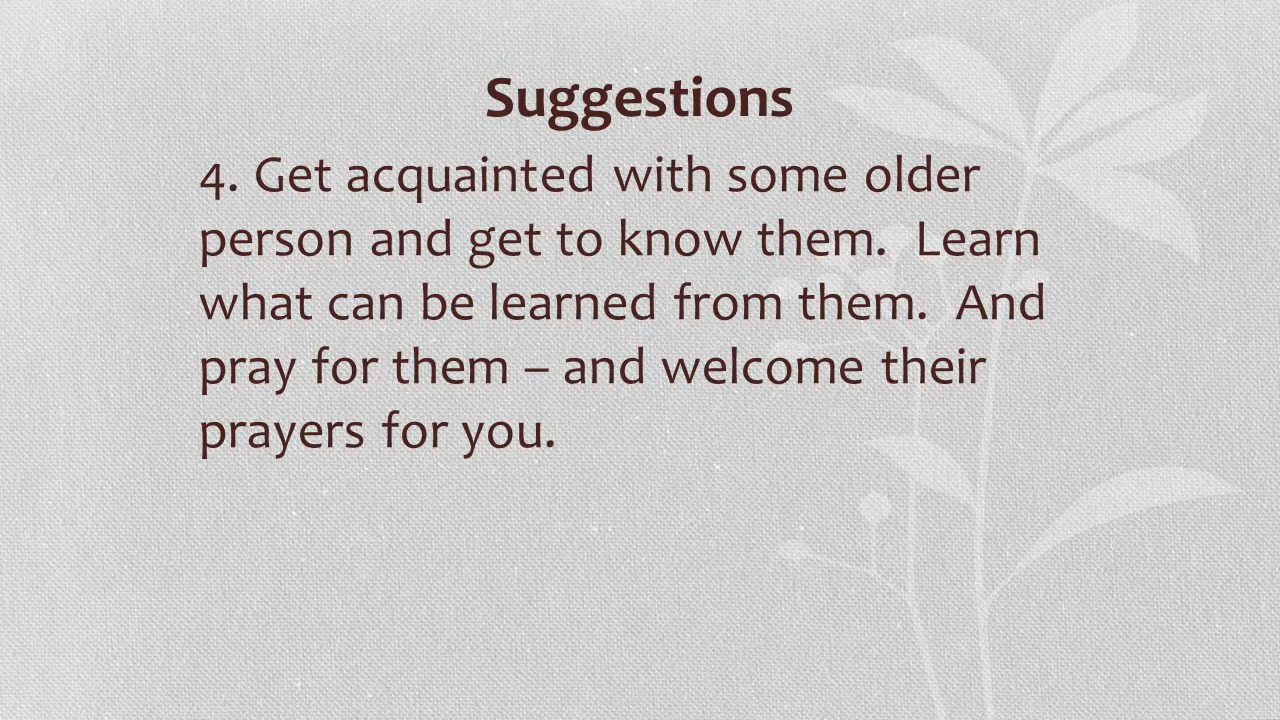 Suggestions
4. Get acquainted with some older
person and get to know them.  Learn
what can be learned from them.  And
pray for them – and welcome their
prayers for you.